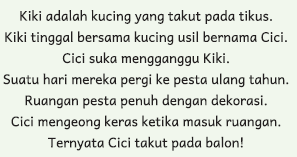 Kiki adalah kucing yang takut pada tikus.
Kiki tinggal bersama kucing usil bernama Cici.
Cici suka mengganggu Kiki.
Suatu hari mereka pergi ke pesta ulang tahun.
Ruangan pesta penuh dengan dekorasi.
Cici mengeong keras ketika masuk ruangan.
Ternyata Cici takut pada balon!